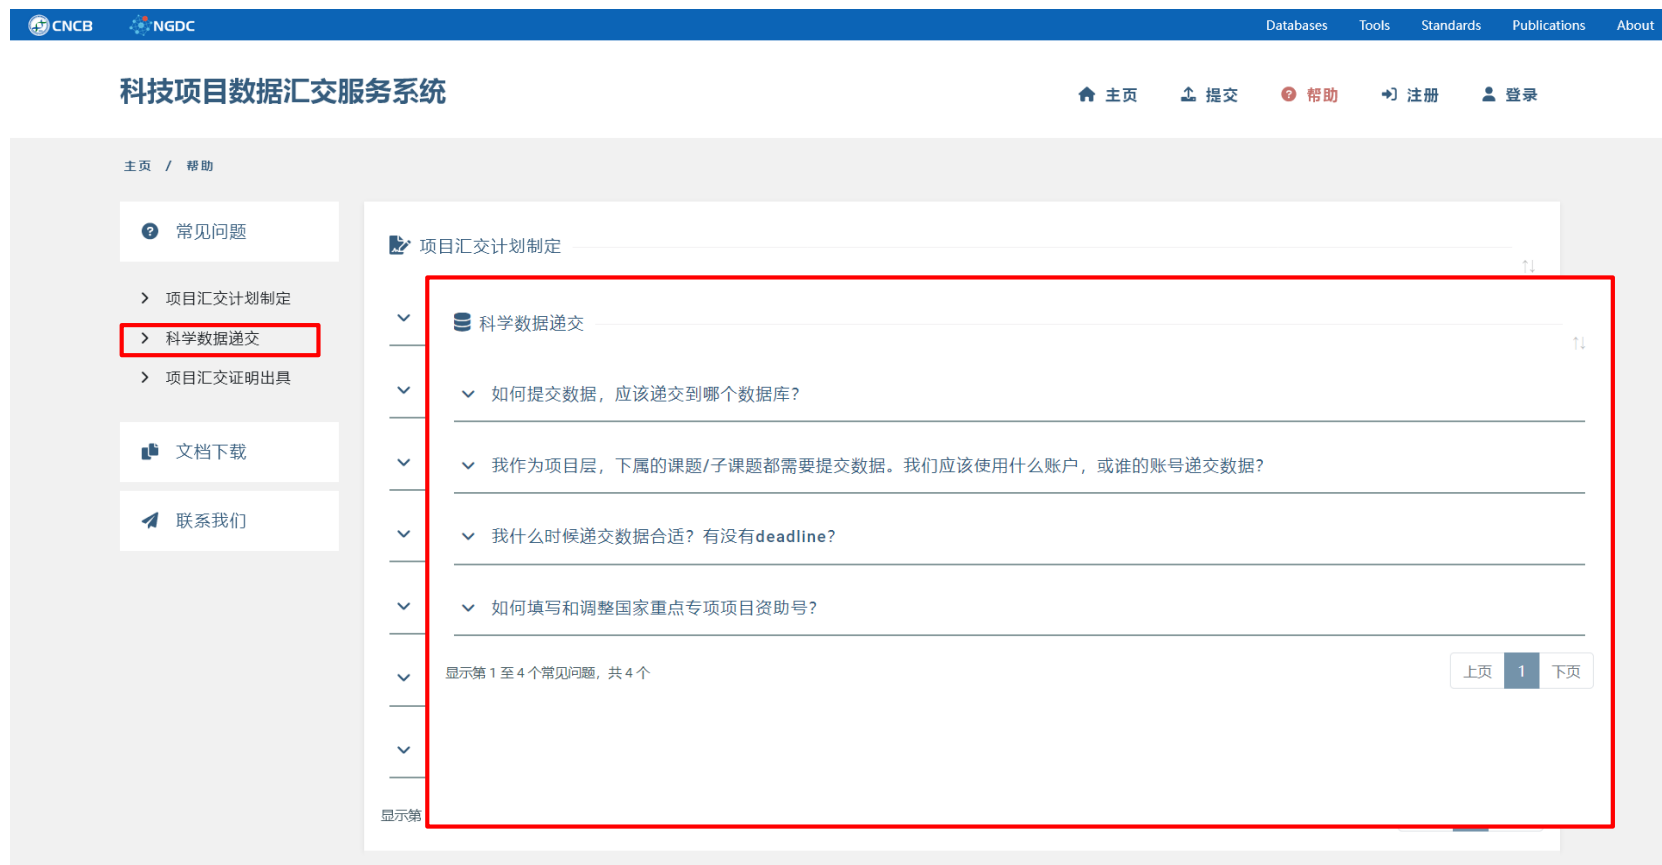 CNCB NGDC Databases Tools Standards Publications About
科技项目数据汇交服务系统
主页 提交 帮助 注册 登录
主页 / 帮助
常见问题
项目汇交计划制定
科学数据递交
项目汇交证明出具
文档下载
联系我们
项目汇交计划制定
科学数据递交
如何提交数据，应该递交到哪个数据库？
我作为项目层，下属的课题/子课题都需要提交数据。我们应该使用什么账户，或谁的账号递交数据？
我什么时候递交数据合适？有没有deadline？
如何填写和调整国家重点专项项目资助号？
显示第 1 至 4 个常见问题，共 4 个
上页 1 下页
显示第